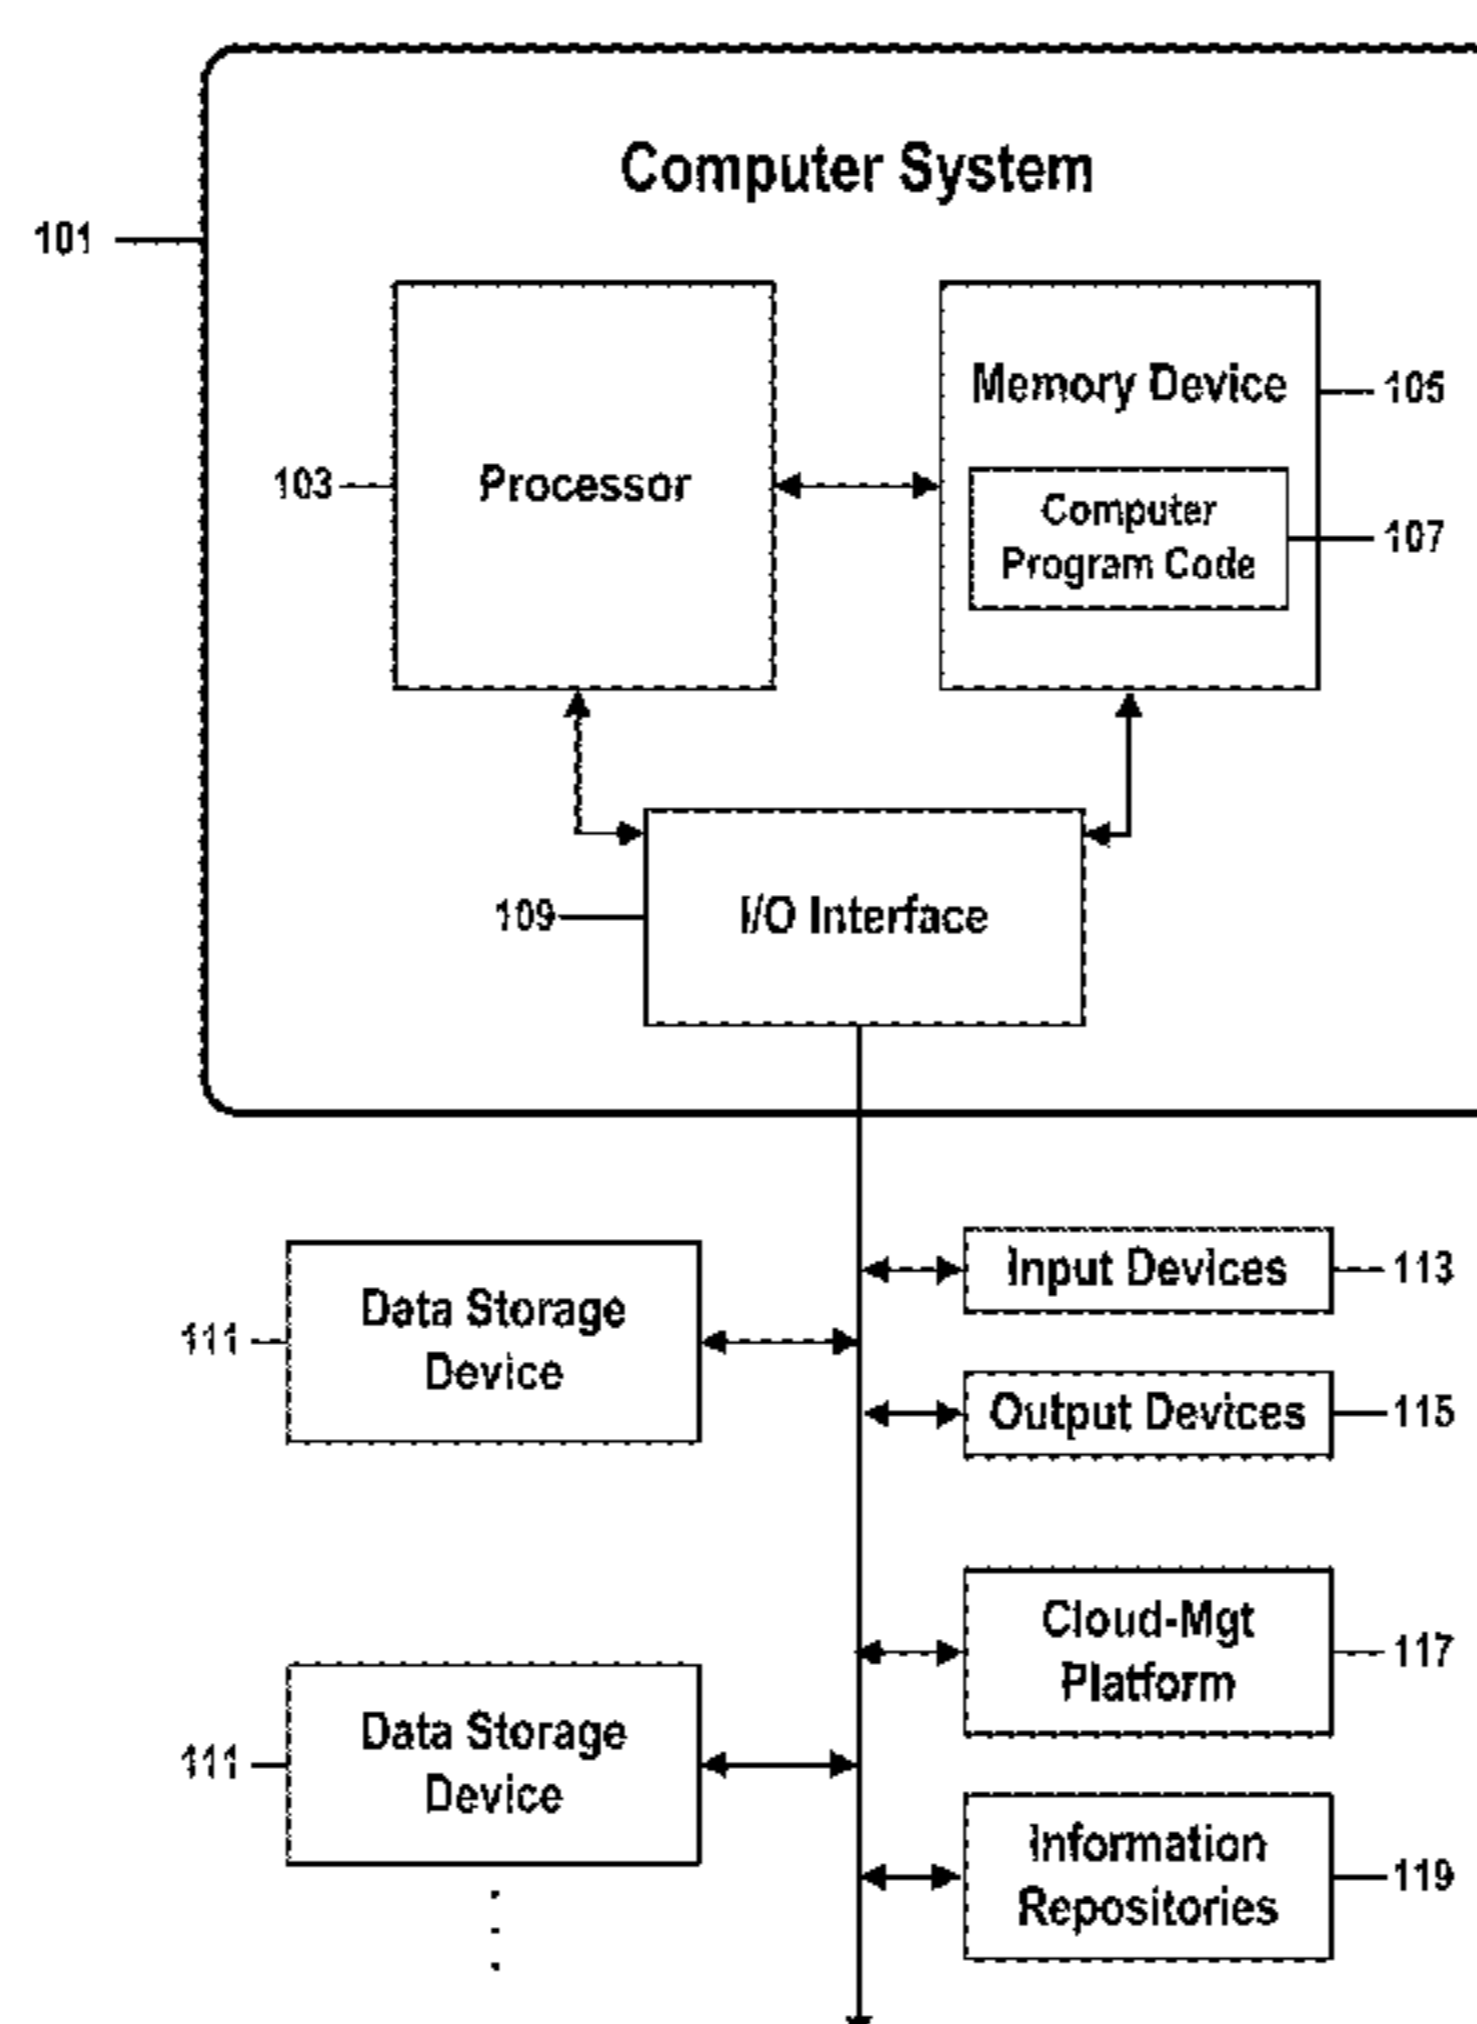 Computer System
101
Processor
103
Memory Device
105
Computer
Program Code
107
I/O Interface
109
Input Devices
113
Data Storage
Device
111
Output Devices
115
Cloud-Mgt
Platform
117
Data Storage
Device
111
Information
Repositories
119